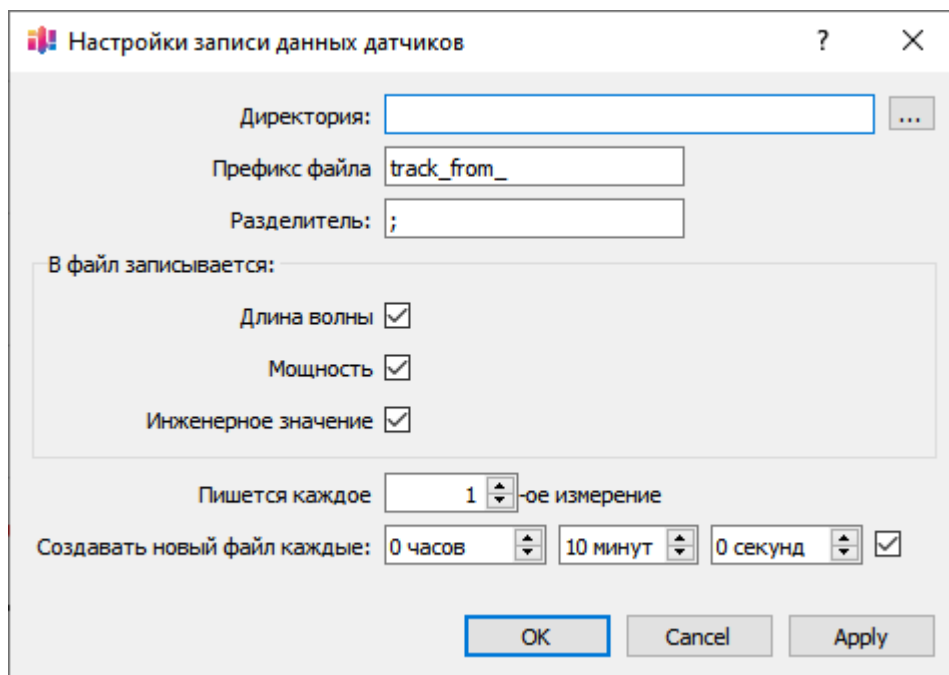 Настройки записи данных датчиков ?
Директория: ...
Префикс файла track_from_
Разделитель: ;
В файл записывается:
Длина волны
Мощность
Инженерное значение
Пишется каждое 1 -ое измерение
Создавать новый файл каждые: 0 часов 10 минут 0 секунд
OK Cancel Apply